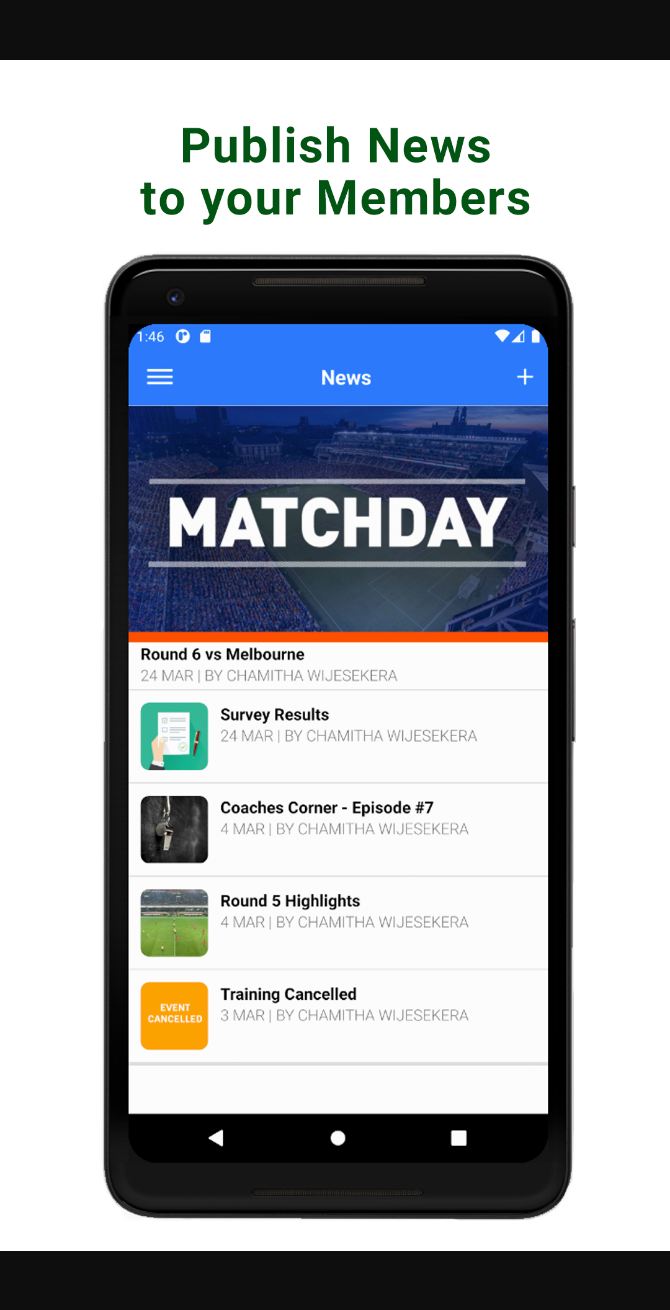 Publish News
to your Members
1:46
News
MATCHDAY
Round 6 vs Melbourne
24 MAR | BY CHAMITHA WIJESEKERA
Survey Results
24 MAR | BY CHAMITHA WIJESEKERA
Coaches Corner - Episode #7
4 MAR | BY CHAMITHA WIJESEKERA
Round 5 Highlights
4 MAR | BY CHAMITHA WIJESEKERA
EVENT
CANCELLED
Training Cancelled
3 MAR | BY CHAMITHA WIJESEKERA